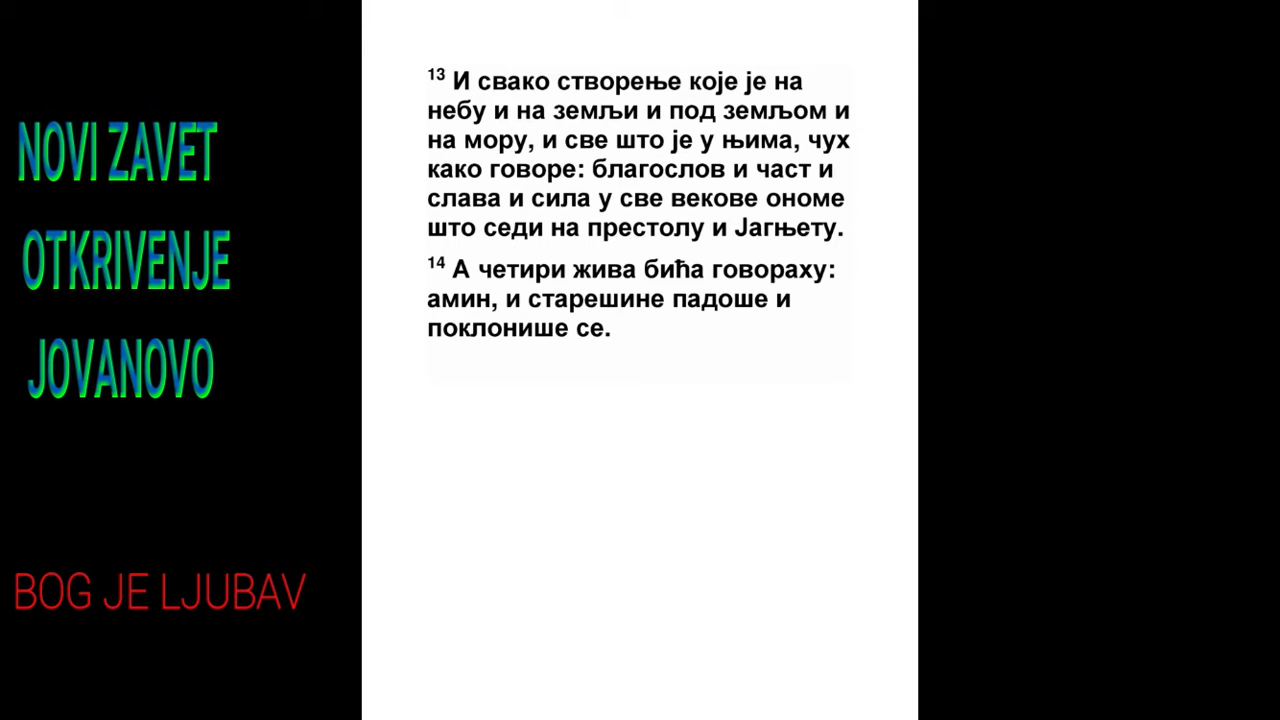 NOVI ZAVET
OTKRIVENJE
JOVANOVO
BOG JE LJUBAV
13 И свако створење које је на
небу и на земљи и под земљом и
на мору, и све што је у њима, чух
како говоре: благослов и част и
слава и сила у све векове ономе
што седи на престолу и Јагњету.
14 А четири жива бића говораху:
амин, и старешине падоше и
поклонише се.